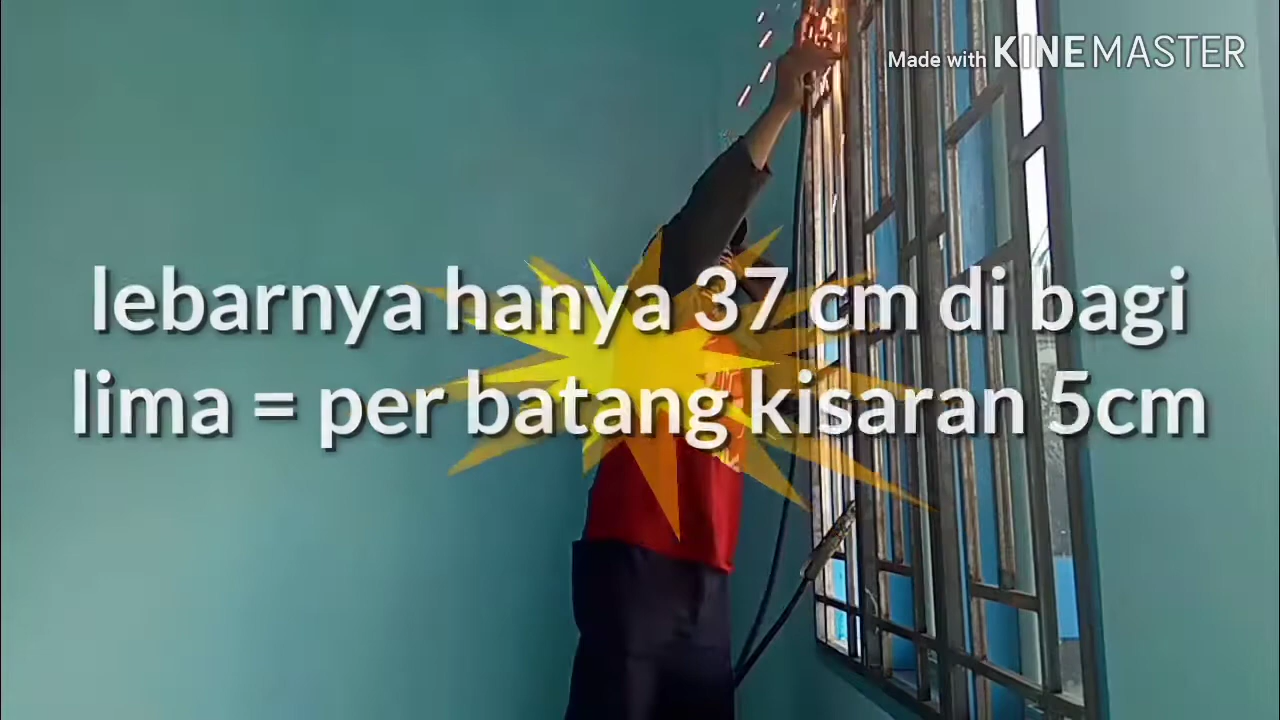 Made with KINEMASTER
lebarnya hanya 37 cm di bagi
lima = per batang kisaran 5cm